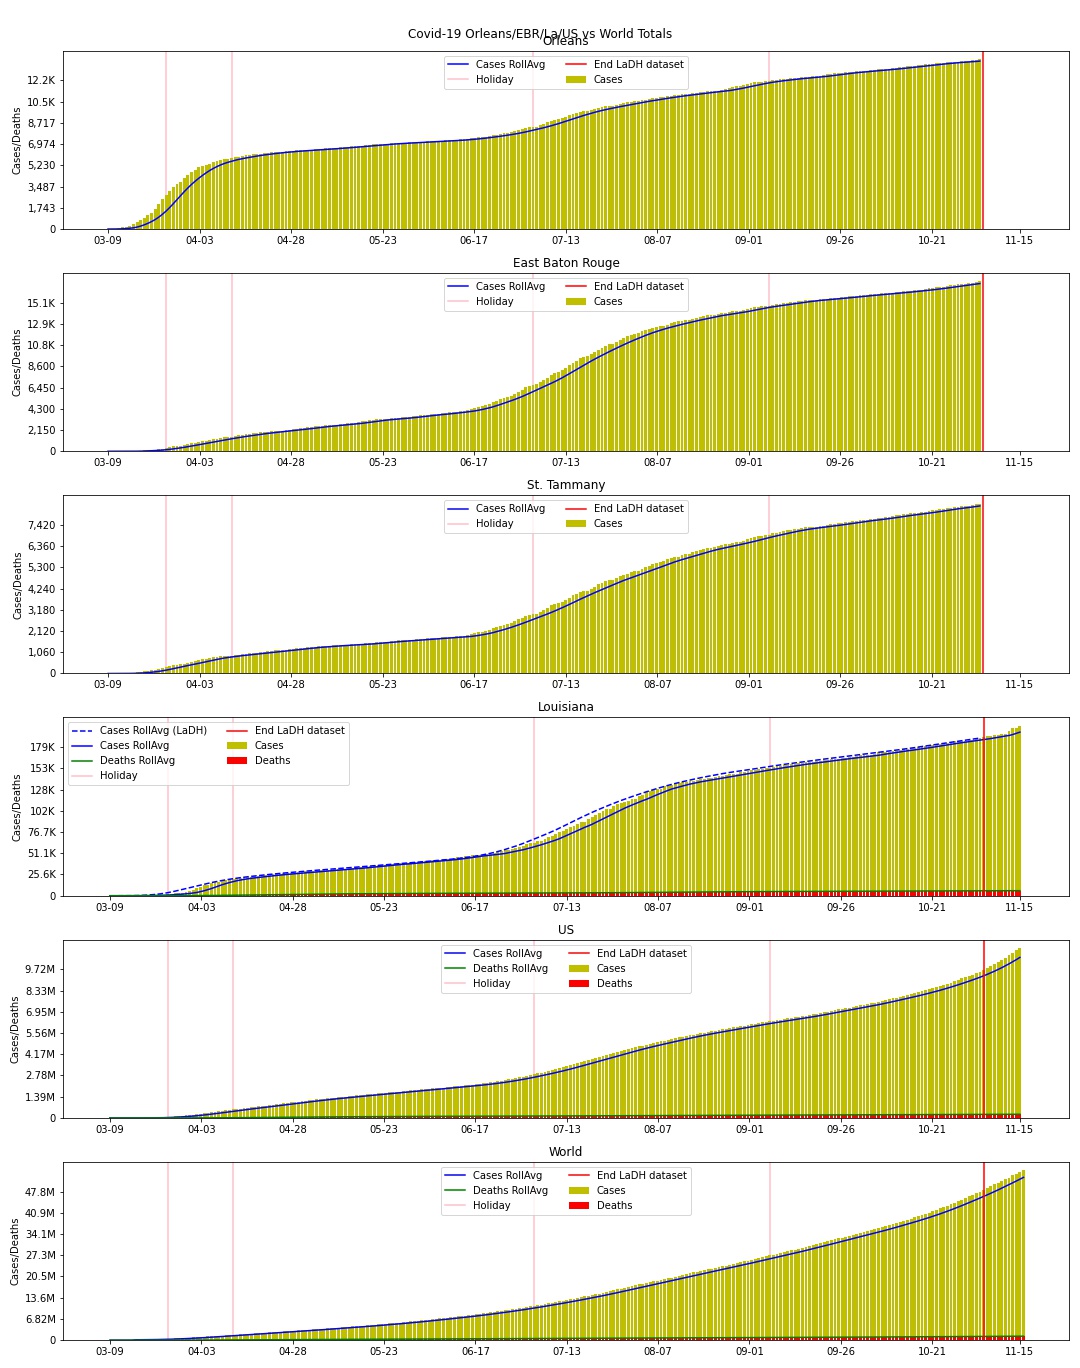 Covid-19 Orleans/EBR/La/US vs World Totals
Orleans
Cases RollAvg End LaDH dataset
Holiday Cases
Cases/Deaths
12.2K
10.5K
8,717
6,974
5,230
3,487
1,743
0
03-09 04-03 04-28 05-23 06-17 07-13 08-07 09-01 09-26 10-21 11-15
East Baton Rouge
Cases RollAvg End LaDH dataset
Holiday Cases
Cases/Deaths
15.1K
12.9K
10.8K
8,600
6,450
4,300
2,150
0
03-09 04-03 04-28 05-23 06-17 07-13 08-07 09-01 09-26 10-21 11-15
St. Tammany
Cases RollAvg End LaDH dataset
Holiday Cases
Cases/Deaths
7,420
6,360
5,300
4,240
3,180
2,120
1,060
0
03-09 04-03 04-28 05-23 06-17 07-13 08-07 09-01 09-26 10-21 11-15
Louisiana
Cases RollAvg (LaDH) End LaDH dataset
Cases RollAvg Cases
Deaths RollAvg Deaths
Holiday
Cases/Deaths
179K
153K
128K
102K
76.7K
51.1K
25.6K
0
03-09 04-03 04-28 05-23 06-17 07-13 08-07 09-01 09-26 10-21 11-15
US
Cases RollAvg End LaDH dataset
Deaths RollAvg Cases
Holiday Deaths
Cases/Deaths
9.72M
8.33M
6.95M
5.56M
4.17M
2.78M
1.39M
0
03-09 04-03 04-28 05-23 06-17 07-13 08-07 09-01 09-26 10-21 11-15
World
Cases RollAvg End LaDH dataset
Deaths RollAvg Cases
Holiday Deaths
Cases/Deaths
47.8M
40.9M
34.1M
27.3M
20.5M
13.6M
6.82M
0
03-09 04-03 04-28 05-23 06-17 07-13 08-07 09-01 09-26 10-21 11-15